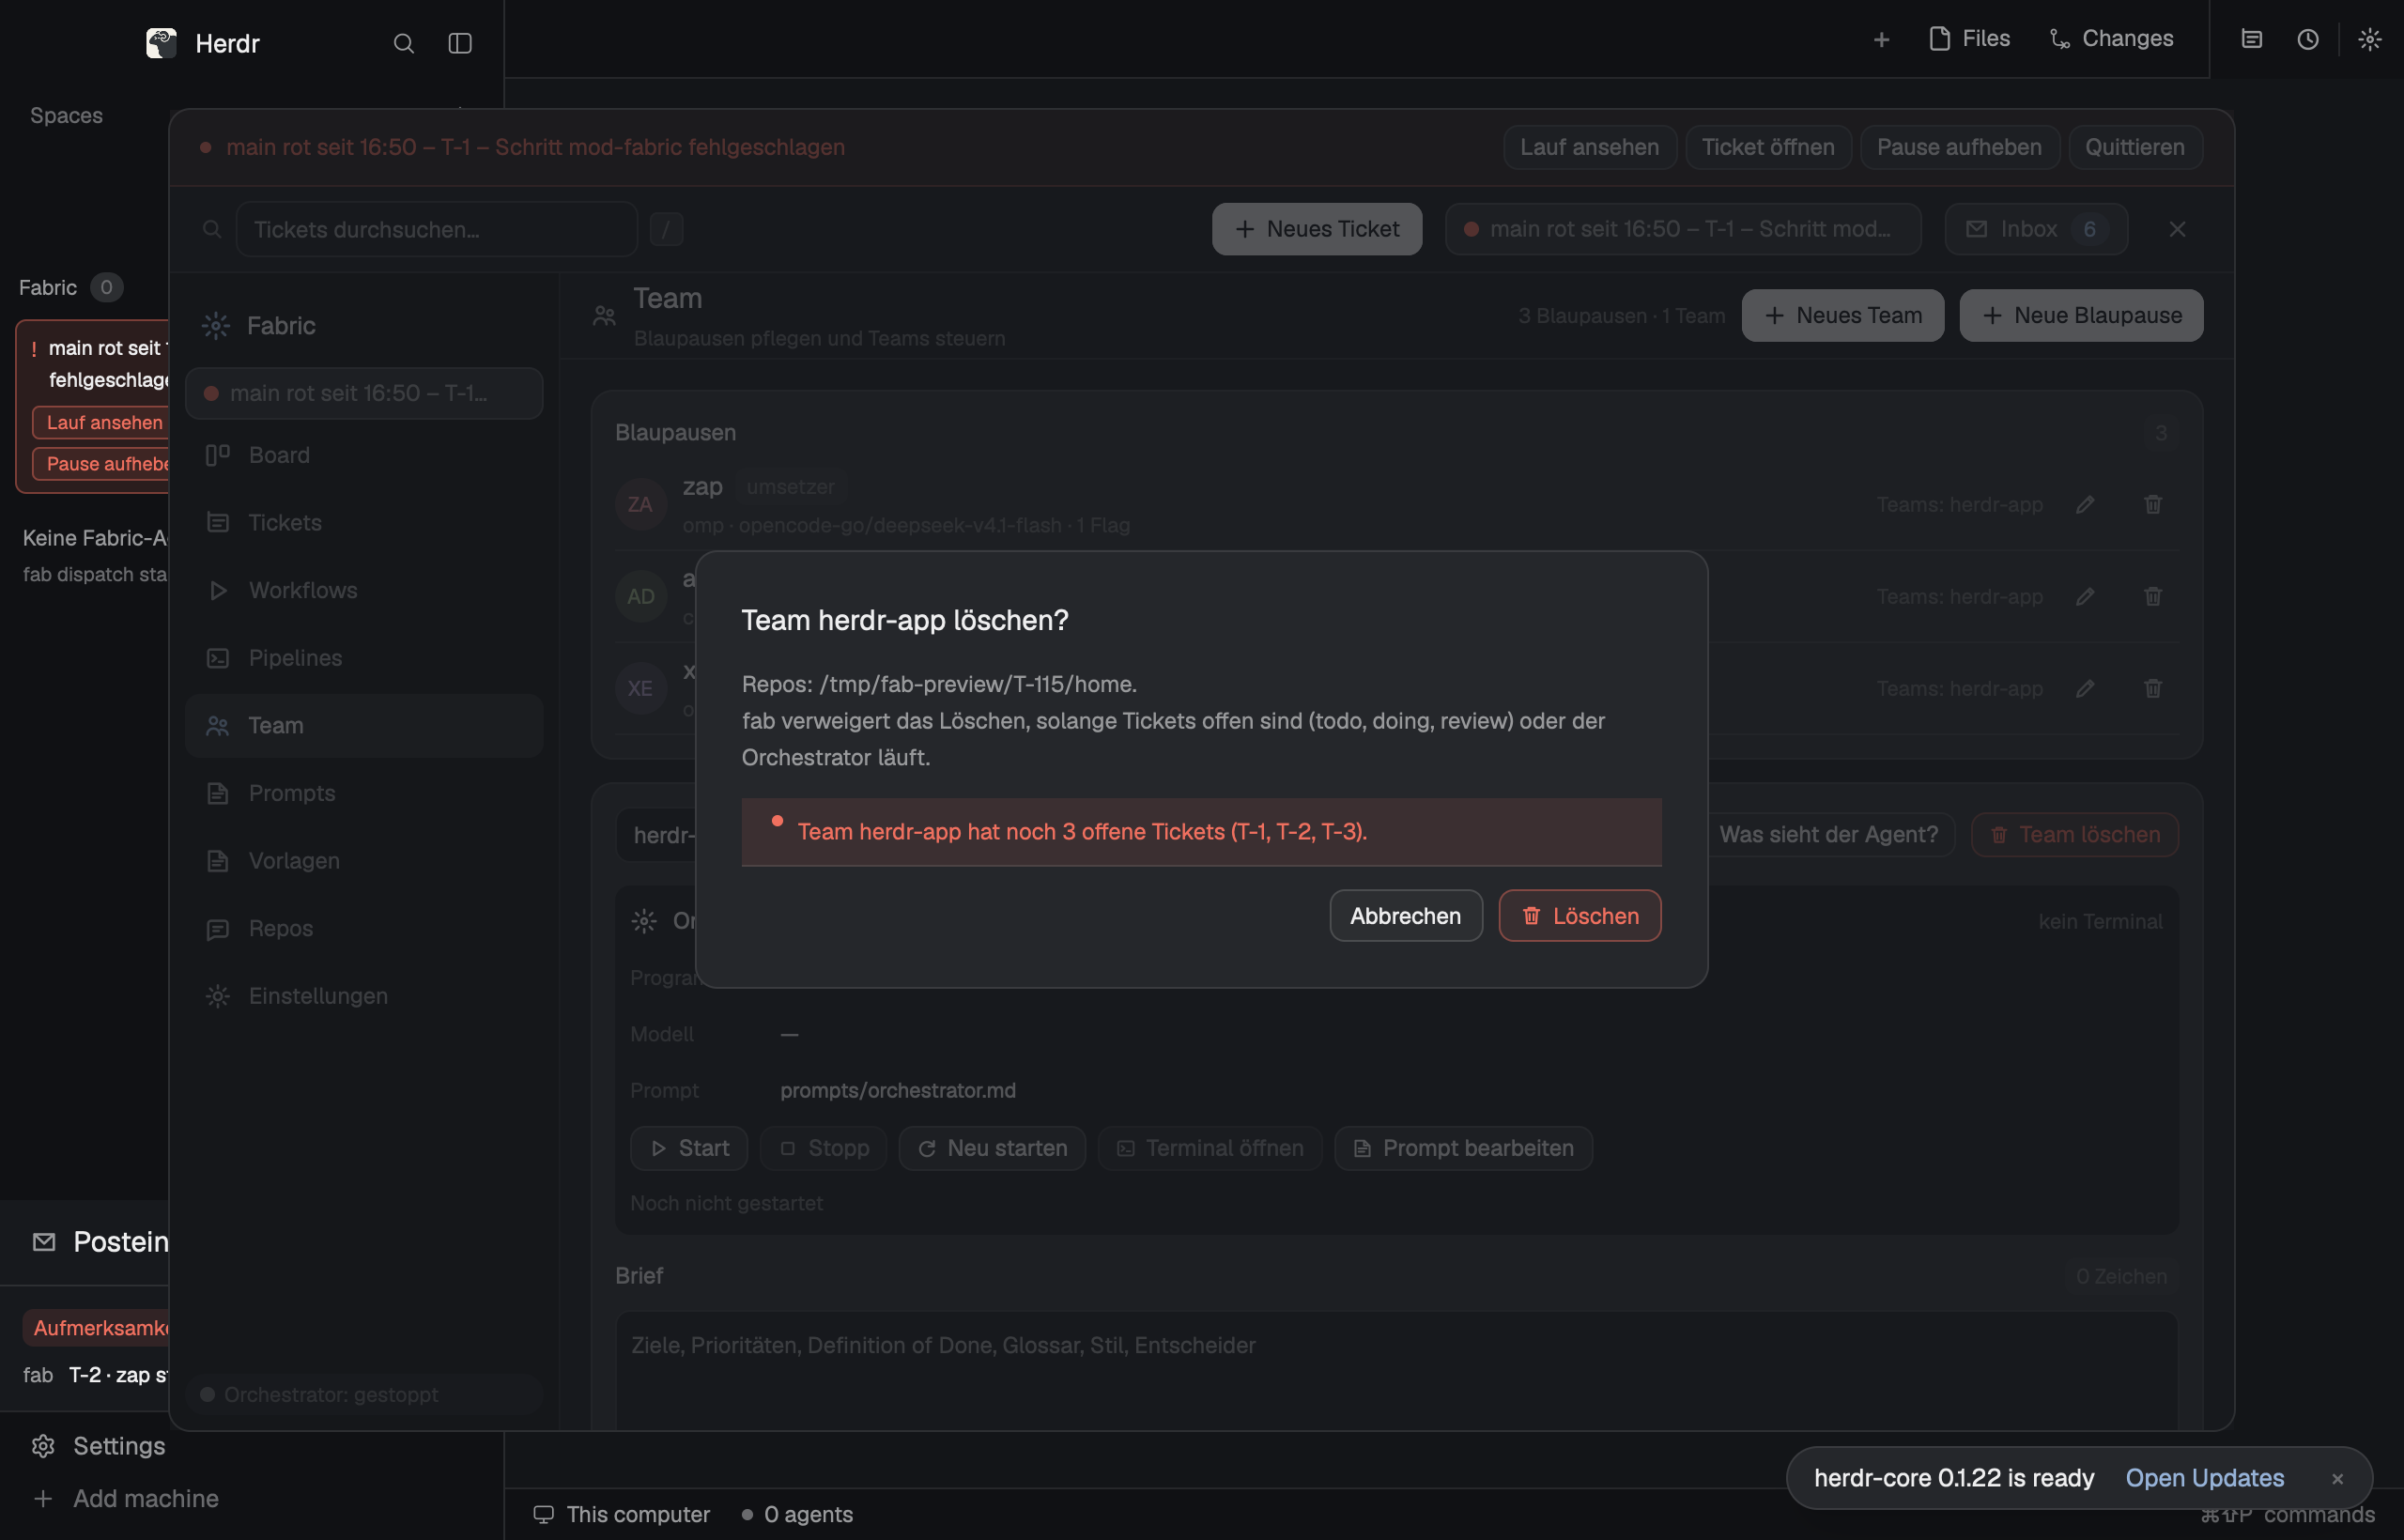 Herdr
Files
Changes
Spaces
main rot seit 16:50 – T-1 – Schritt mod-fabric fehlgeschlagen
Lauf ansehen
Ticket öffnen
Pause aufheben
Quittieren
Tickets durchsuchen...
/
Neues Ticket
main rot seit 16:50 – T-1 – Schritt mod...
Inbox 6
Fabric 0
main rot seit
Lauf ansehen
Keine
fab dispatch
Fabric
main rot seit 16:50 – T-1...
Board
Tickets
Workflows
Pipelines
Team
Prompts
Vorlagen
Repos
Einstellungen
Orchestrator: gestoppt
Team
Blaupausen pflegen und Teams steuern
3 Blaupausen · 1 Team
Neues Team
Neue Blaupause
Blaupausen
3
ZA
zap umsetzer
omp · opencode-go/deepseek-v4.1-flash · 1 Flag
Teams: herdr-app
AD
Teams: herdr-app
XE
Teams: herdr-app
Team herdr-app löschen?
Repos: /tmp/fab-preview/T-115/home.
fab verweigert das Löschen, solange Tickets offen sind (todo, doing, review) oder der
Orchestrator läuft.
Team herdr-app hat noch 3 offene Tickets (T-1, T-2, T-3).
Abbrechen
Löschen
herdr-
Was sieht der Agent?
Team löschen
kein Terminal
Modell —
Prompt prompts/orchestrator.md
Start
Stopp
Neu starten
Terminal öffnen
Prompt bearbeiten
Noch nicht gestartet
Brief
0 Zeichen
Ziele, Prioritäten, Definition of Done, Glossar, Stil, Entscheider
fab T-2 · zap
Settings
Add machine
This computer
0 agents
herdr-core 0.1.22 is ready
Open Updates
commands